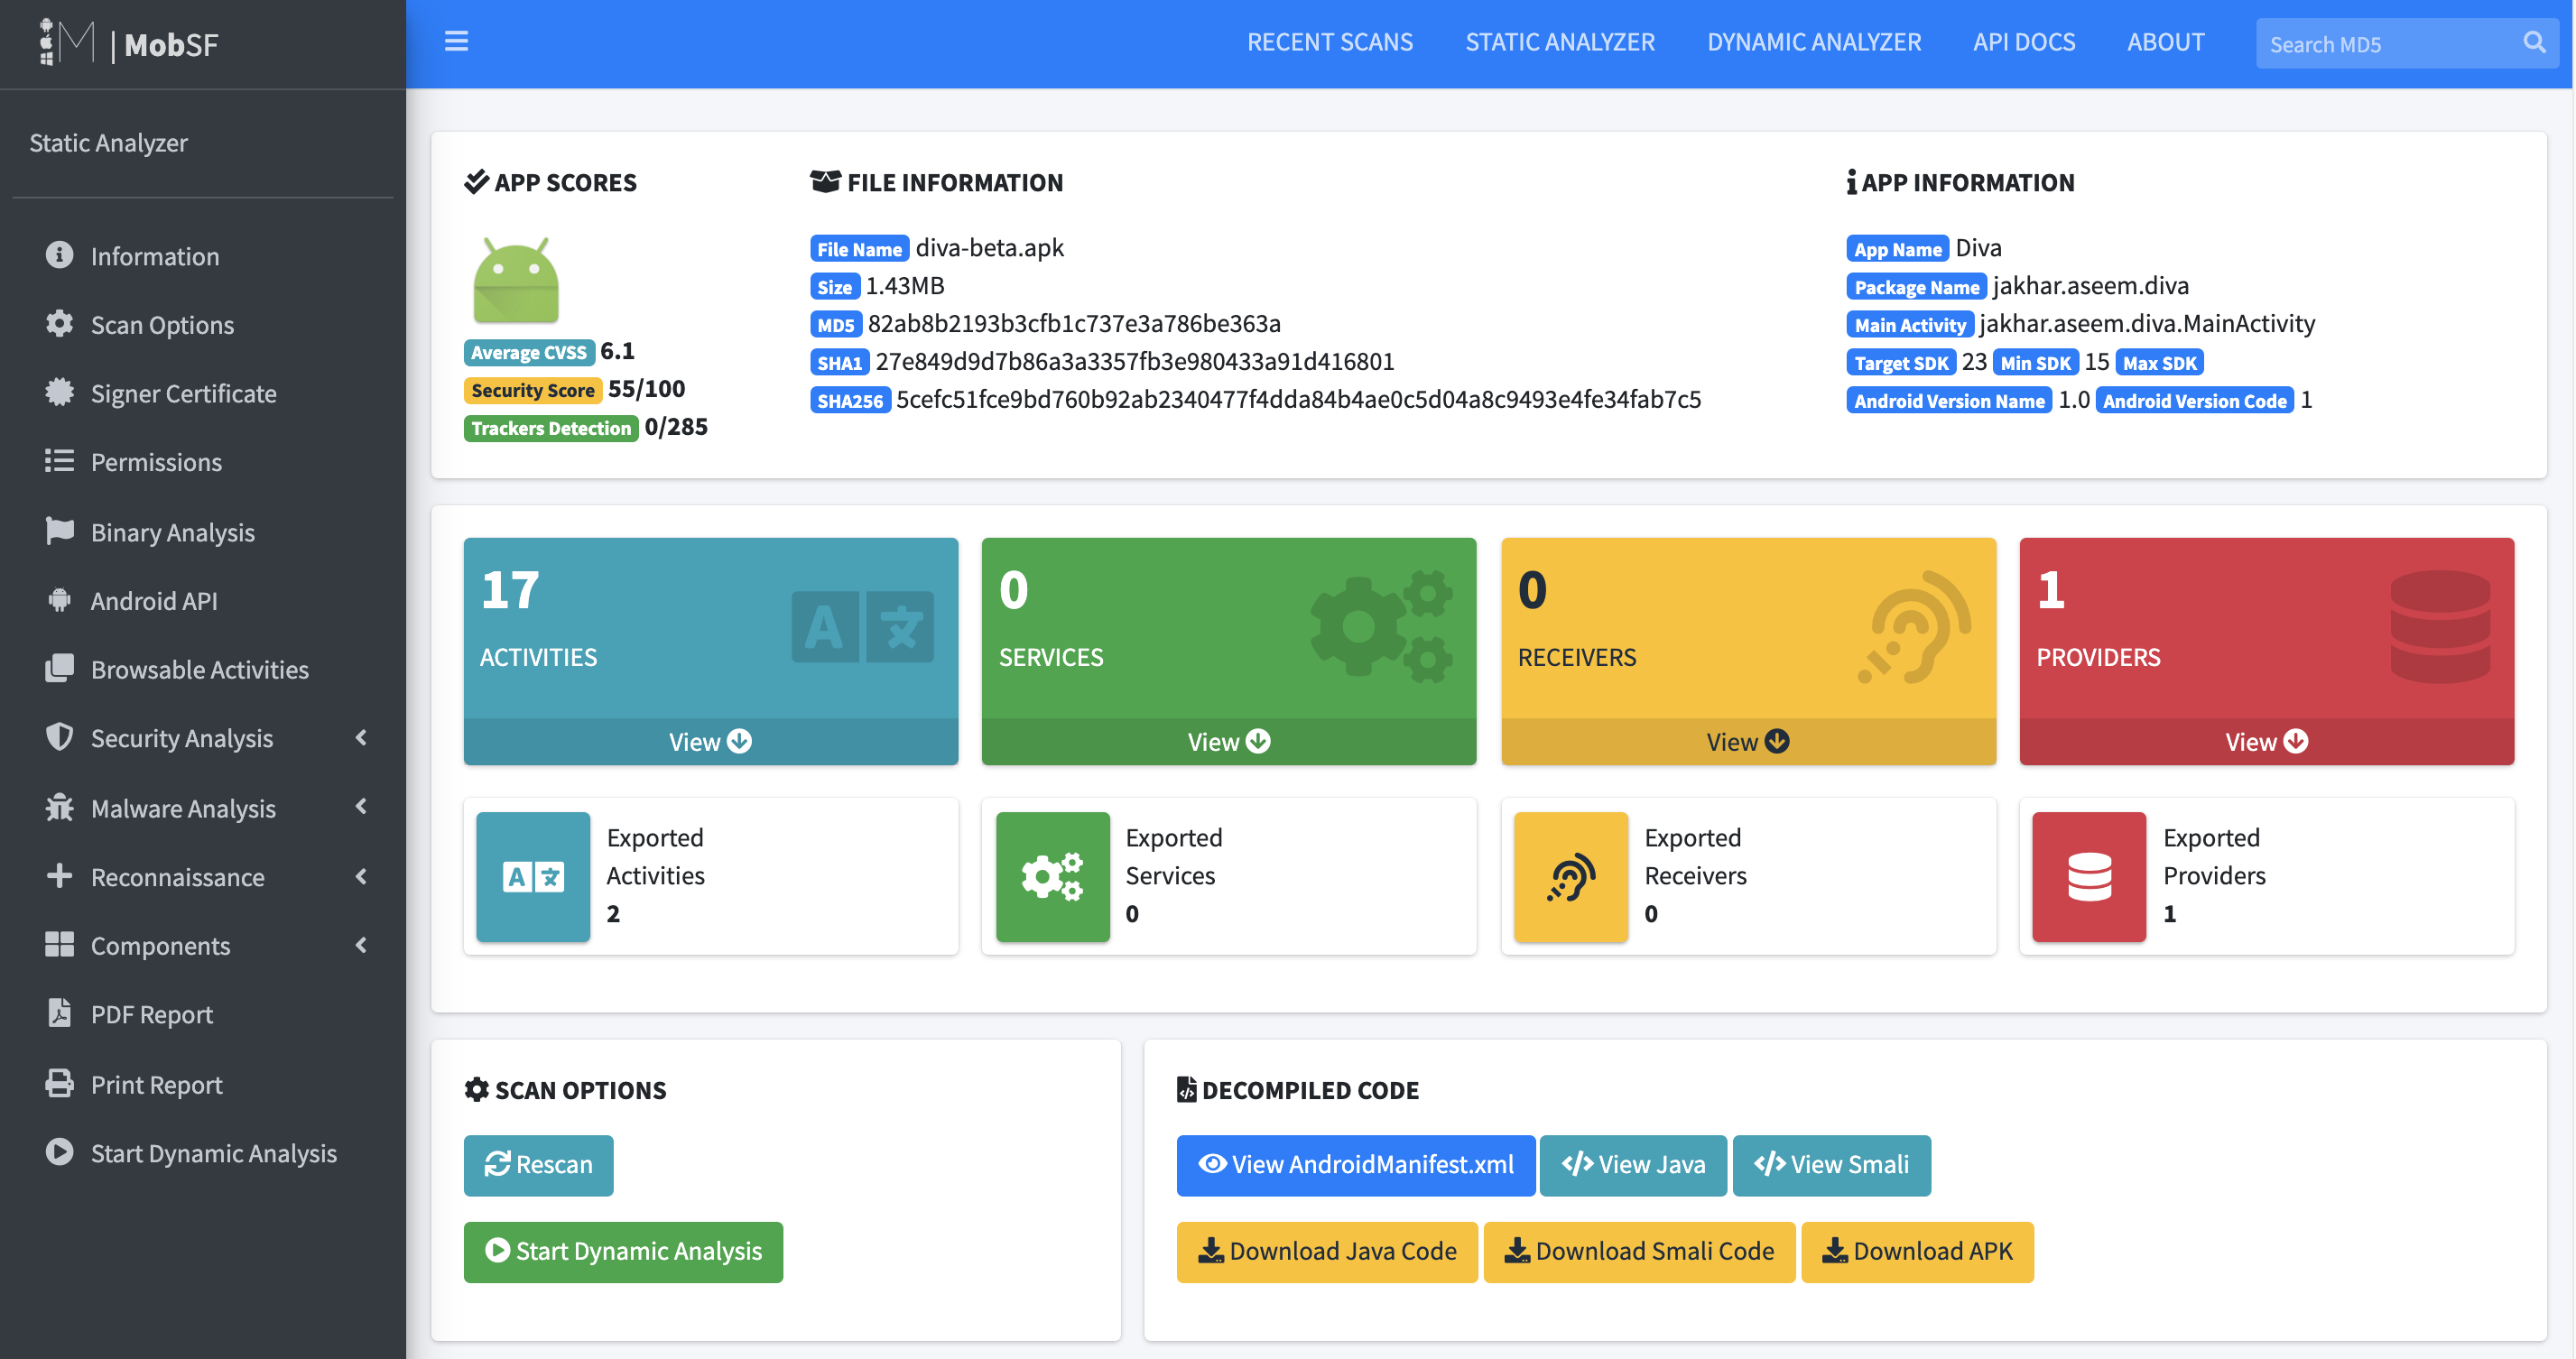 MobSF
RECENT SCANS STATIC ANALYZER DYNAMIC ANALYZER API DOCS ABOUT Search MD5
Static Analyzer
Information
Scan Options
Signer Certificate
Permissions
Binary Analysis
Android API
Browsable Activities
Security Analysis
Malware Analysis
Reconnaissance
Components
PDF Report
Print Report
Start Dynamic Analysis
APP SCORES
Average CVSS 6.1
Security Score 55/100
Trackers Detection 0/285
FILE INFORMATION
File Name diva-beta.apk
Size 1.43MB
MD5 82ab8b2193b3cfb1c737e3a786be363a
SHA1 27e849d9d7b86a3a3357fb3e980433a91d416801
SHA256 5cefc51fce9bd760b92ab2340477f4dda84b4ae0c5d04a8c9493e4fe34fab7c5
APP INFORMATION
App Name Diva
Package Name jakhar.aseem.diva
Main Activity jakhar.aseem.diva.MainActivity
Target SDK 23 Min SDK 15 Max SDK
Android Version Name 1.0 Android Version Code 1
17
ACTIVITIES
View
0
SERVICES
View
0
RECEIVERS
View
1
PROVIDERS
View
Exported
Activities
2
Exported
Services
0
Exported
Receivers
0
Exported
Providers
1
SCAN OPTIONS
Rescan
Start Dynamic Analysis
DECOMPILED CODE
View AndroidManifest.xml View Java View Smali
Download Java Code Download Smali Code Download APK